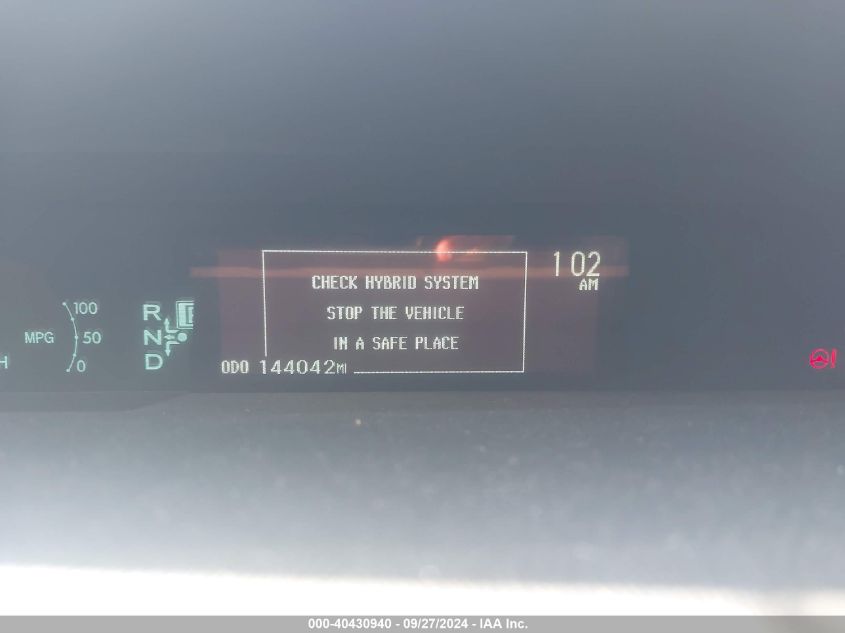 CHECK HYBRID SYSTEM
STOP THE VEHICLE
IN A SAFE PLACE
1 02
AM
ODO 144042MI
100
MPG 50
0
H
R
N
D
000-40430940 - 09/27/2024 - IAA Inc.